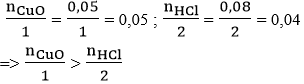 n_CuO/1 = 0,05/1 = 0,05 ; n_HCl/2 = 0,08/2 = 0,04
=> n_CuO/1 > n_HCl/2